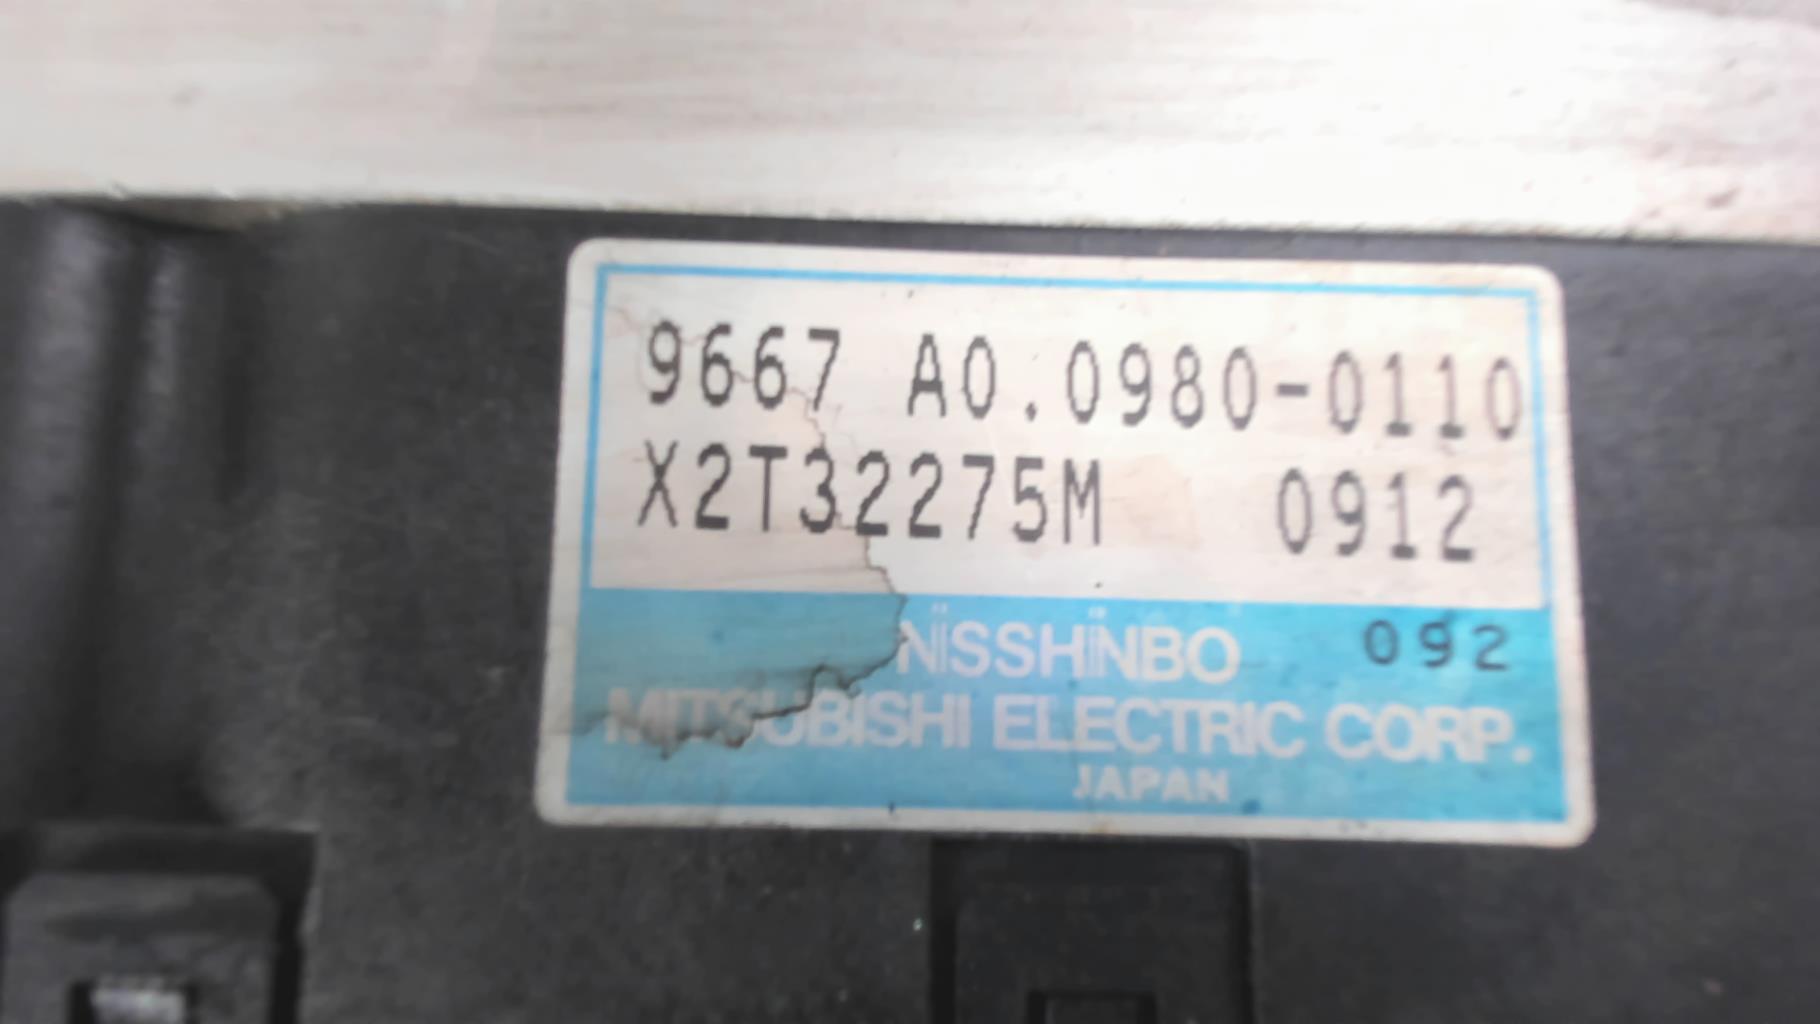 9667 A0.0980-0110
X2T32275M 0912
NISSHINBO 092
MITSUBISHI ELECTRIC CORP.
JAPAN